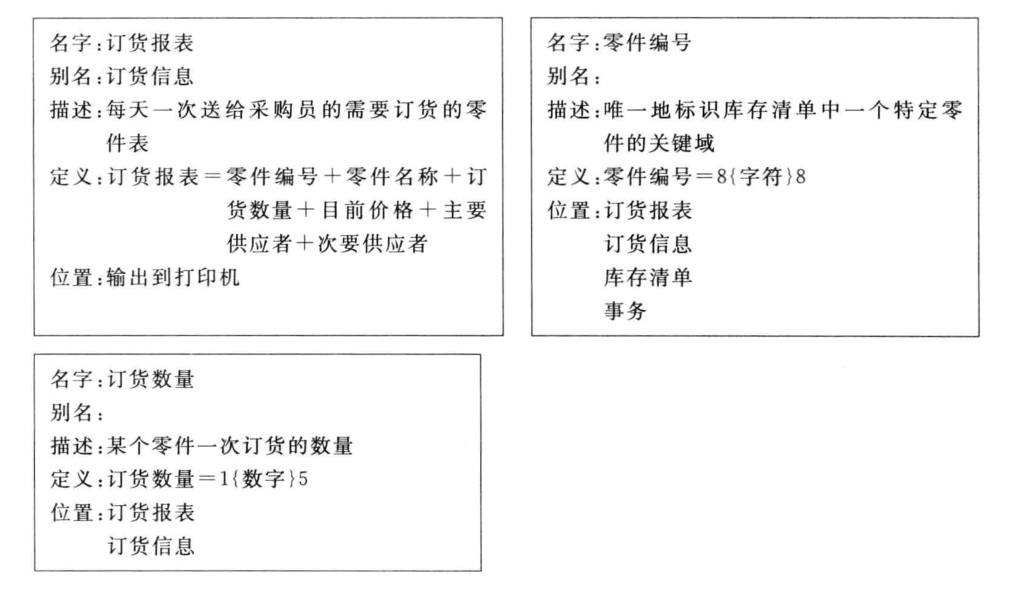 名字:订货报表
别名:订货信息
描述:每天一次送给采购员的需要订货的零
件表
定义:订货报表=零件编号+零件名称+订
货数量+目前价格+主要
供应者+次要供应者
位置:输出到打印机
名字:零件编号
别名:
描述:唯一地标识库存清单中一个特定零
件的关键域
定义:零件编号=8{字符}8
位置:订货报表
订货信息
库存清单
事务
名字:订货数量
别名:
描述:某个零件一次订货的数量
定义:订货数量=1{数字}5
位置:订货报表
订货信息